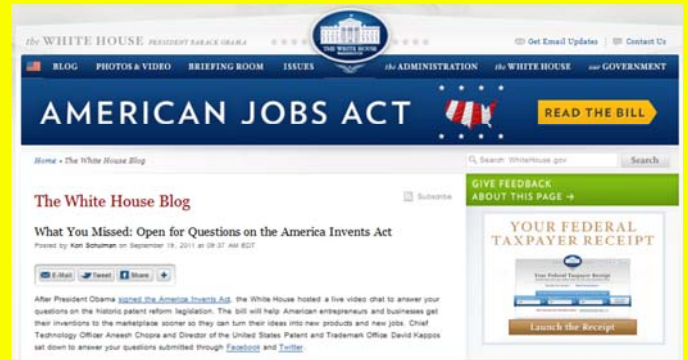 the WHITE HOUSE PRESIDENT BARACK OBAMA
THE WHITE HOUSE
WASHINGTON
Get Email Updates
Contact Us
BLOG PHOTOS & VIDEO BRIEFING ROOM ISSUES the ADMINISTRATION the WHITE HOUSE our GOVERNMENT
AMERICAN JOBS ACT
READ THE BILL
Home • The White House Blog
Search WhiteHouse.gov
Search
The White House Blog
Subscribe
What You Missed: Open for Questions on the America Invents Act
Posted by Kori Schulman on September 19, 2011 at 09:37 AM EDT
E-Mail Tweet Share +
After President Obama signed the America Invents Act, the White House hosted a live video chat to answer your
questions on the historic patent reform legislation. The bill will help American entrepreneurs and businesses get
their inventions to the marketplace sooner so they can turn their ideas into new products and new jobs. Chief
Technology Officer Aneesh Chopra and Director of the United States Patent and Trademark Office David Kappos
sat down to answer your questions submitted through Facebook and Twitter.
GIVE FEEDBACK
ABOUT THIS PAGE →
YOUR FEDERAL
TAXPAYER RECEIPT
Your Federal Taxpayer Receipt
Launch the Receipt